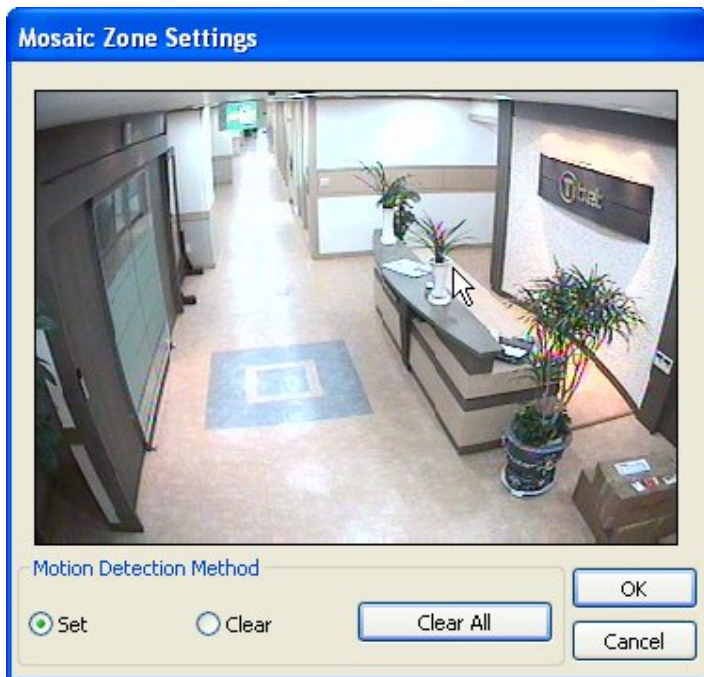 Mosaic Zone Settings
Motion Detection Method
Set
Clear
Clear All
OK
Cancel